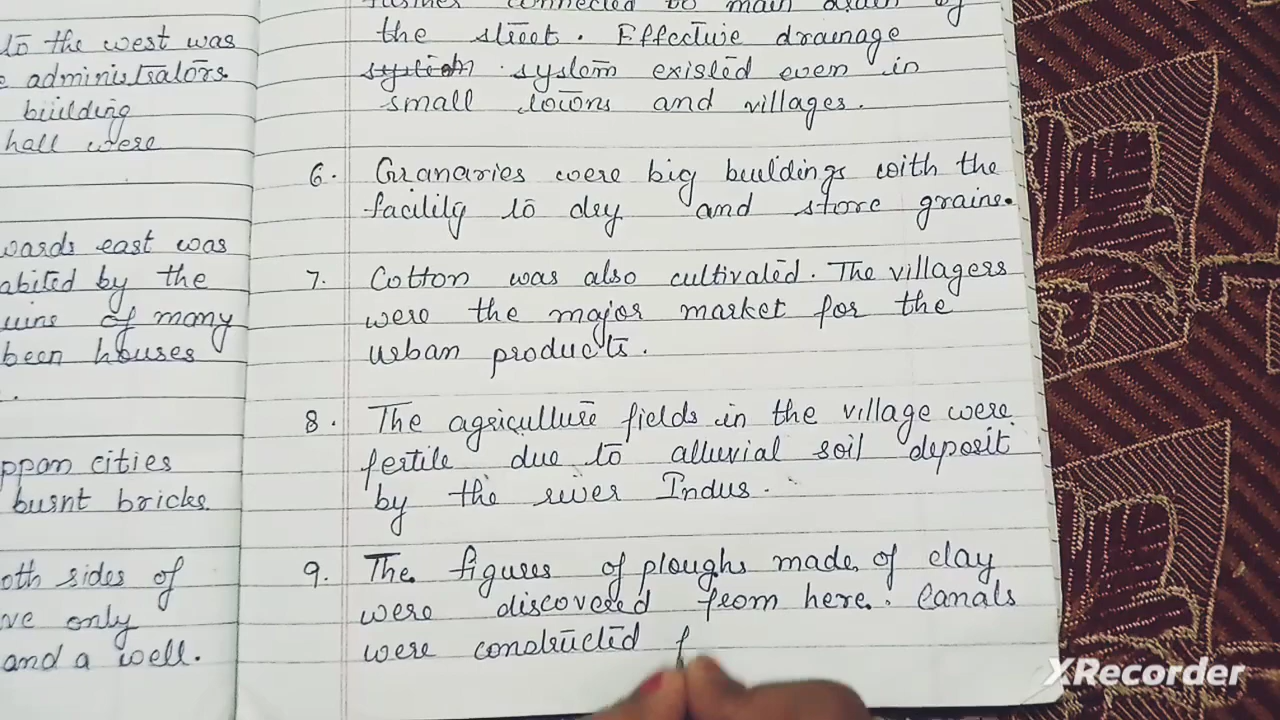 to the west was
administrators
building
hall were
wards east was
abited by the
of many
been houses
ppan cities
burnt bricks.
oth sides of
ve only
and a well.
connected to main drain of
the street. Effective drainage
system existed even in
small towns and villages.
6. Granaries were big buildings with the
facility to dry and store grains.
7. Cotton was also cultivated. The villagers
were the major market for the
urban products.
8. The agriculture fields in the village were
fertile due to alluvial soil deposit
by the river Indus.
9. The figures of ploughs made of clay
were discovered from here. Canals
were constructed f
XRecorder